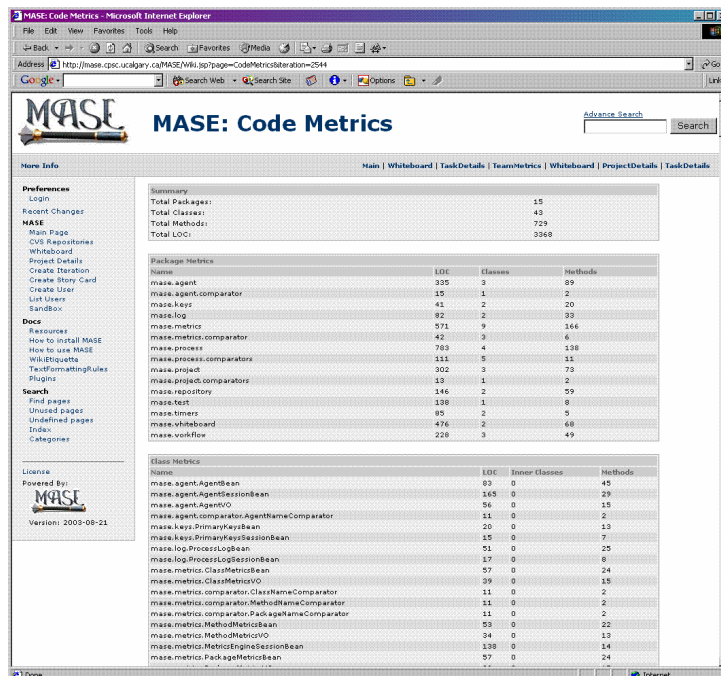 MASE: Code Metrics - Microsoft Internet Explorer
File Edit View Favorites Tools Help
Back Search Favorites Media
Address http://mase.cpsc.ucalgary.ca/MASE/Wiki.jsp?page=CodeMetrics&iteration=2544 Go
Google Search Web Search Site Options Link
MASE
MASE: Code Metrics
Advance Search
Search
More Info
Main | Whiteboard | TaskDetails | TeamMetrics | Whiteboard | ProjectDetails | TaskDetails
Preferences
Login
Recent Changes
MASE
Main Page
CVS Repositories
Whiteboard
Project Details
Create Iteration
Create Story Card
Create User
List Users
SandBox
Docs
Resources
How to install MASE
How to use MASE
WikiEtiquette
TextFormattingRules
Plugins
Search
Find pages
Unused pages
Undefined pages
Index
Categories
License
Powered By:
MASE
Version: 2003-08-21
Summary
Total Packages: 15
Total Classes: 43
Total Methods: 729
Total LOC: 3368
Package Metrics
Name LOC Classes Methods
mase.agent 335 3 89
mase.agent.comparator 15 1 2
mase.keys 41 2 20
mase.log 82 2 33
mase.metrics 571 9 166
mase.metrics.comparator 42 3 6
mase.process 783 4 138
mase.process.comparators 111 5 11
mase.project 302 3 73
mase.project.comparators 13 1 2
mase.repository 146 2 59
mase.test 138 1 8
mase.timers 85 2 5
mase.whiteboard 476 2 68
mase.workflow 228 3 49
Class Metrics
Name LOC Inner Classes Methods
mase.agent.AgentBean 83 0 45
mase.agent.AgentSessionBean 165 0 29
mase.agent.AgentVO 56 0 15
mase.agent.comparator.AgentNameComparator 11 0 2
mase.keys.PrimaryKeysBean 20 0 13
mase.keys.PrimaryKeysSessionBean 15 0 7
mase.log.ProcessLogBean 51 0 25
mase.log.ProcessLogSessionBean 17 0 8
mase.metrics.ClassMetricsBean 57 0 24
mase.metrics.ClassMetricsVO 39 0 15
mase.metrics.comparator.ClassNameComparator 11 0 2
mase.metrics.comparator.MethodNameComparator 11 0 2
mase.metrics.comparator.PackageNameComparator 11 0 2
mase.metrics.MethodMetricsBean 53 0 22
mase.metrics.MethodMetricsVO 34 0 13
mase.metrics.MetricsEngineSessionBean 138 0 14
mase.metrics.PackageMetricsBean 57 0 24
Done Internet